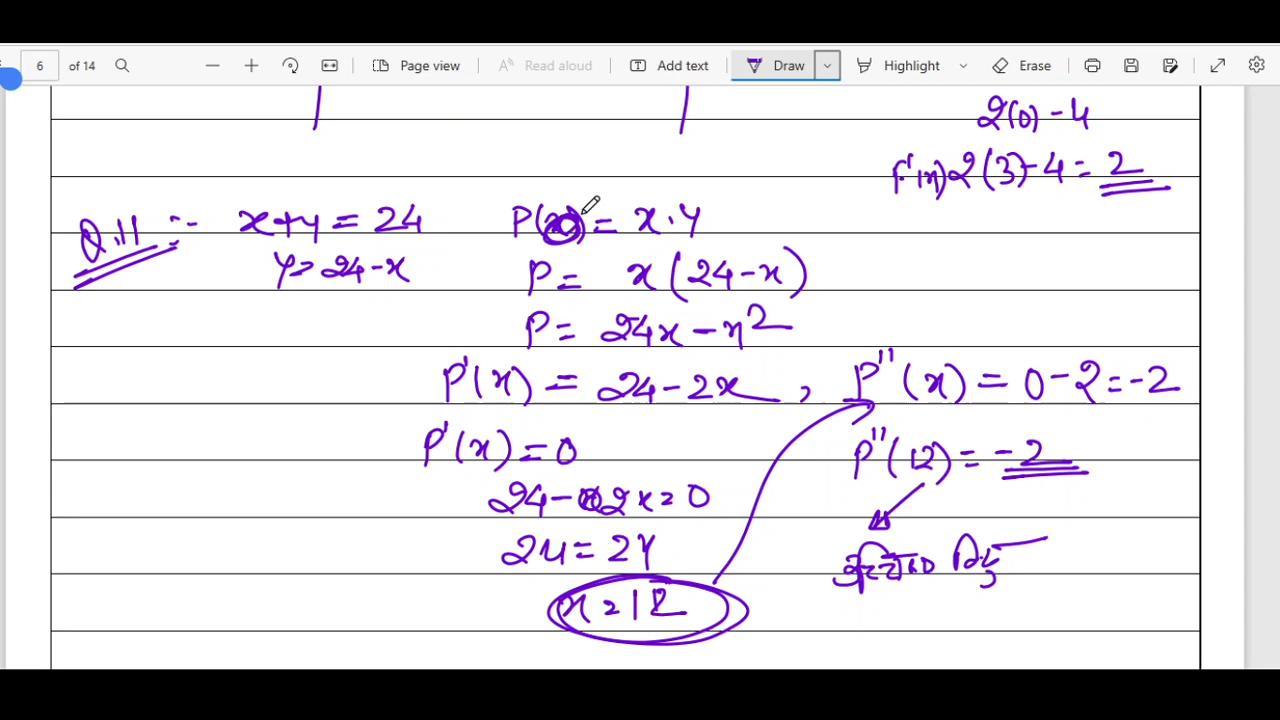 6 of 14 Page view Read aloud Add text Draw Highlight Erase
2(0) - 4
f'(x) 2(3) - 4 = 2
Q.11 :- x + y = 24 P(x) = x . y
y = 24 - x P = x (24 - x)
P = 24x - x²
P'(x) = 24 - 2x , P''(x) = 0 - 2 = -2
P'(x) = 0 P''(12) = -2
24 - 2x = 0
2x = 24
x = 12